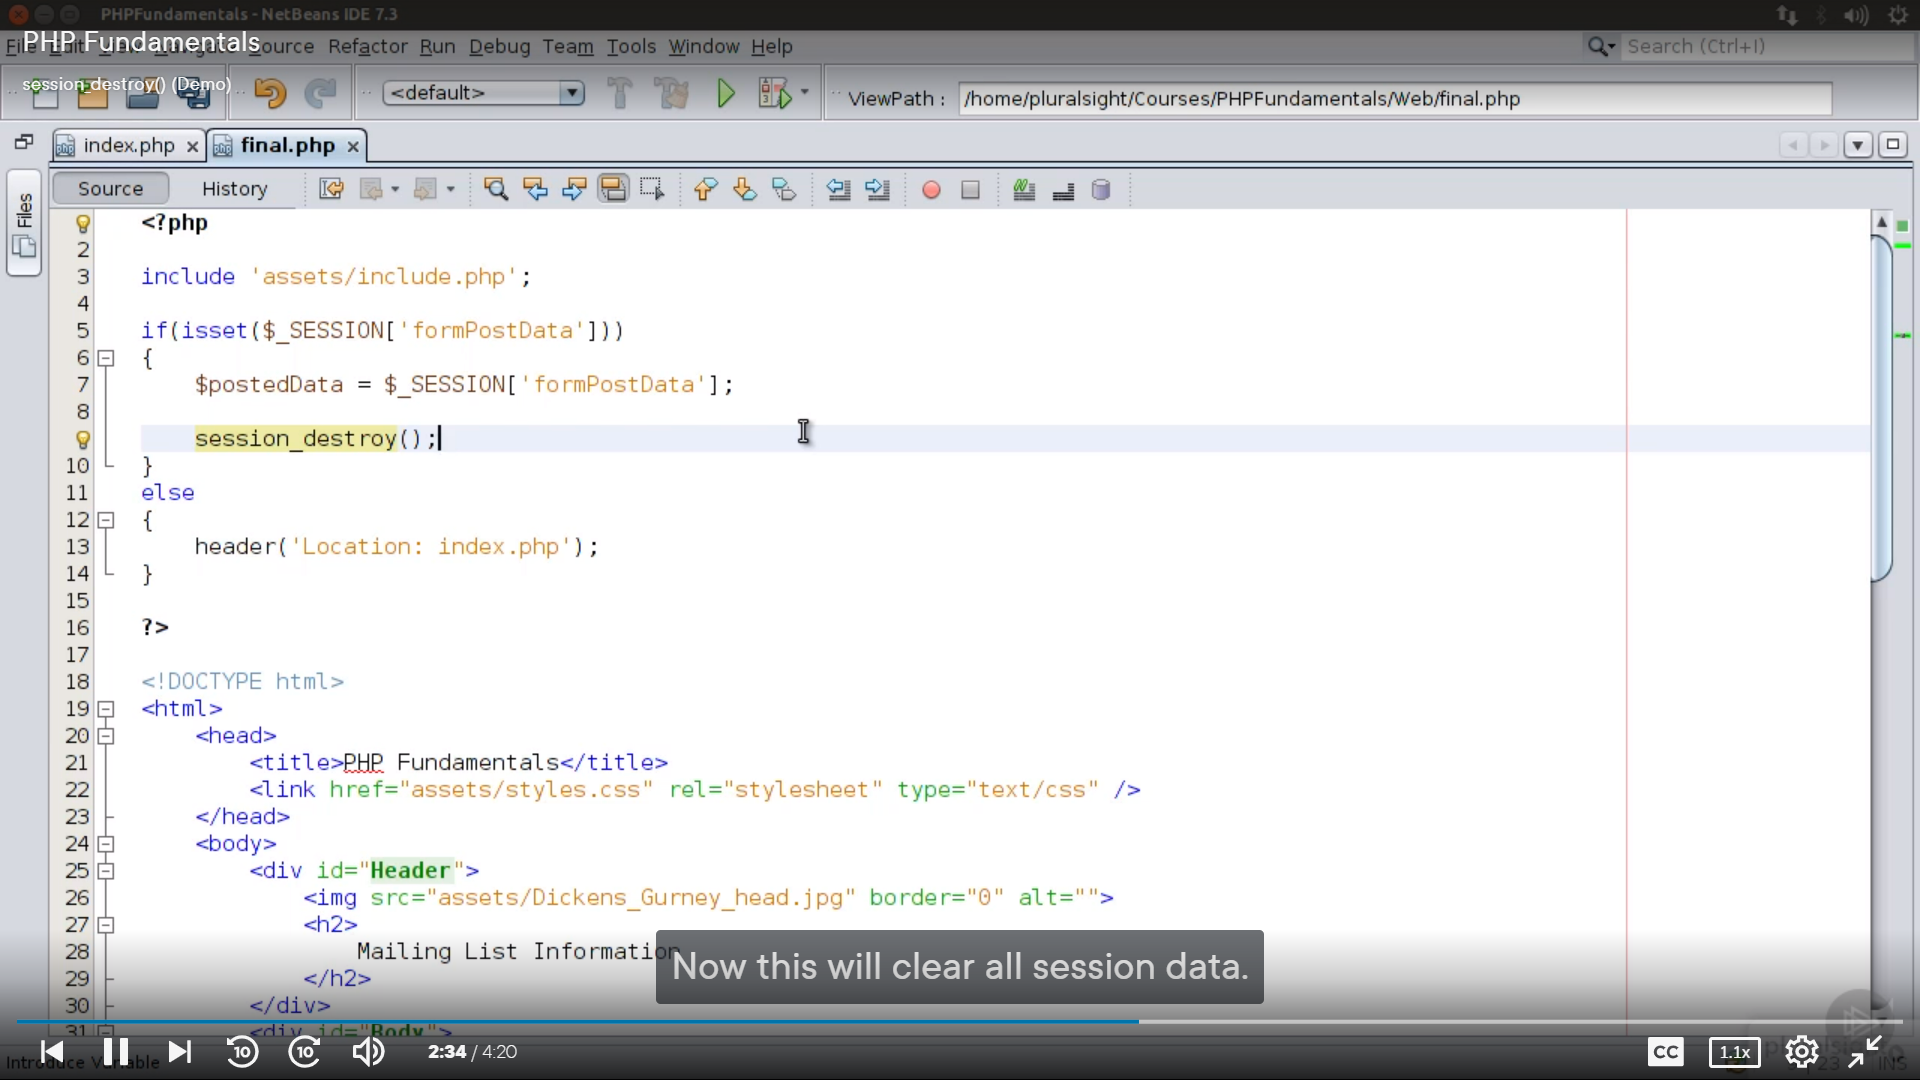 PHPFundamentals - NetBeans IDE 7.3
PHP Fundamentals
File Edit View Navigate Source Refactor Run Debug Team Tools Window Help
Search (Ctrl+I)
session_destroy() (Demo)
<default>
ViewPath : /home/pluralsight/Courses/PHPFundamentals/Web/final.php
index.php
final.php
Files
Source History
<?php
2
3 include 'assets/include.php';
4
5 if(isset($_SESSION['formPostData']))
6 {
7 $postedData = $_SESSION['formPostData'];
8
session_destroy();
10 }
11 else
12 {
13 header('Location: index.php');
14 }
15
16 ?>
17
18 <!DOCTYPE html>
19 <html>
20 <head>
21 <title>PHP Fundamentals</title>
22 <link href="assets/styles.css" rel="stylesheet" type="text/css" />
23 </head>
24 <body>
25 <div id="Header">
26 <img src="assets/Dickens_Gurney_head.jpg" border="0" alt="">
27 <h2>
28 Mailing List Information
29 </h2>
30 </div>
31 <div id="Body">
Now this will clear all session data.
10 10 2:34 / 4:20
CC 1.1x
Introduce Variable
INS